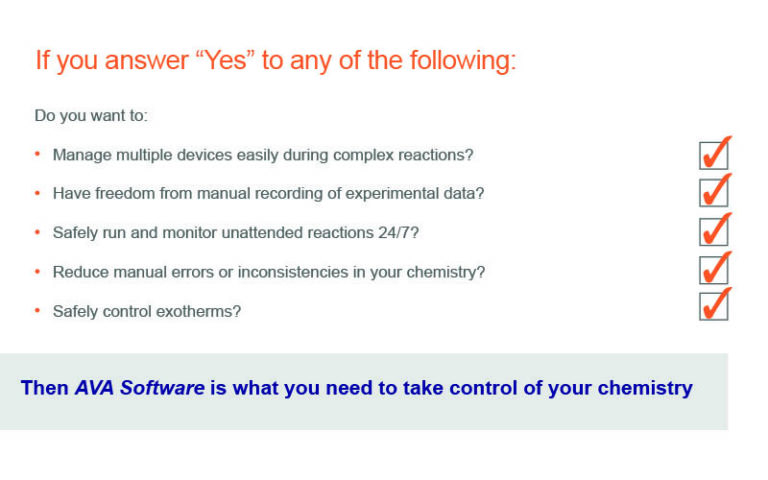 If you answer “Yes” to any of the following:
Do you want to:
• Manage multiple devices easily during complex reactions?
• Have freedom from manual recording of experimental data?
• Safely run and monitor unattended reactions 24/7?
• Reduce manual errors or inconsistencies in your chemistry?
• Safely control exotherms?
Then AVA Software is what you need to take control of your chemistry